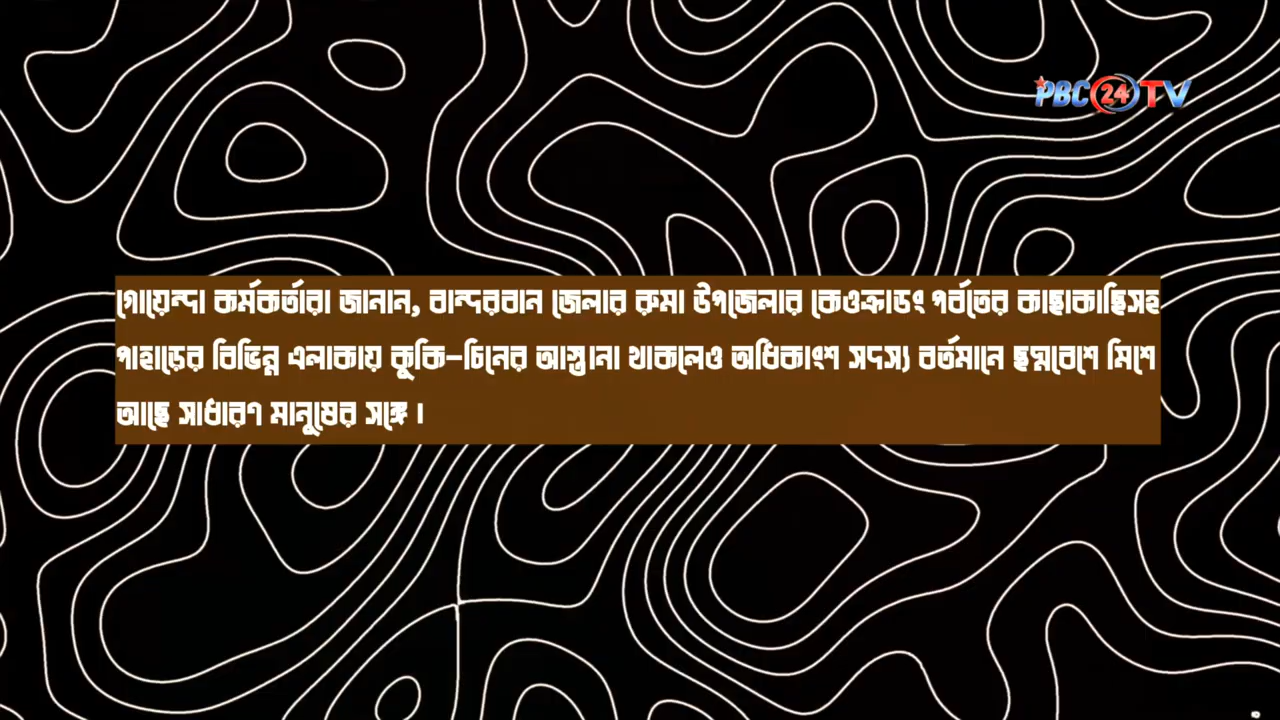 PBC 24 TV
গোয়েন্দা কর্মকর্তারা জানান, বান্দরবান জেলার রুমা উপজেলার কেওক্রাডং পর্বতের কাছাকাছিসহ
পাহাড়ের বিভিন্ন এলাকায় কুকি–চিনের আস্তানা থাকলেও অধিকাংশ সদস্য বর্তমানে ছদ্মবেশে মিশে
আছে সাধারণ মানুষের সঙ্গে।